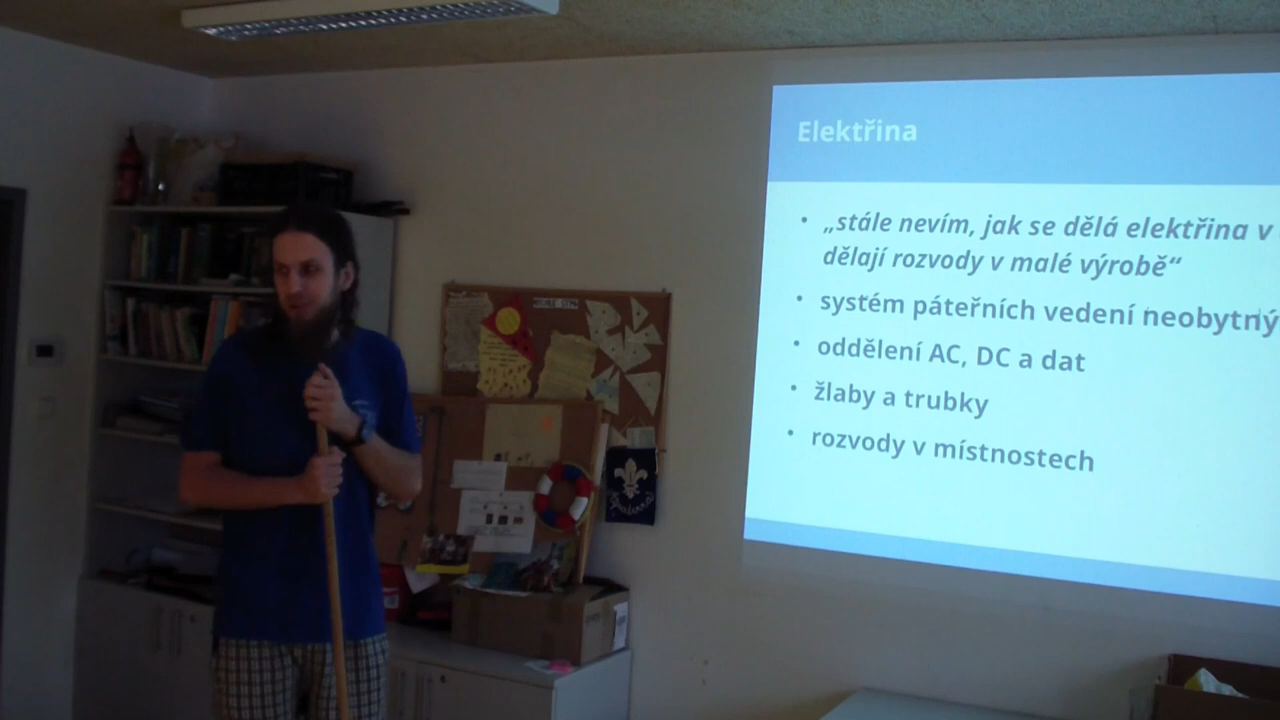 Elektřina
„stále nevím, jak se dělá elektřina v
dělají rozvody v malé výrobě“
systém páteřních vedení neobytný
oddělení AC, DC a dat
žlaby a trubky
rozvody v místnostech